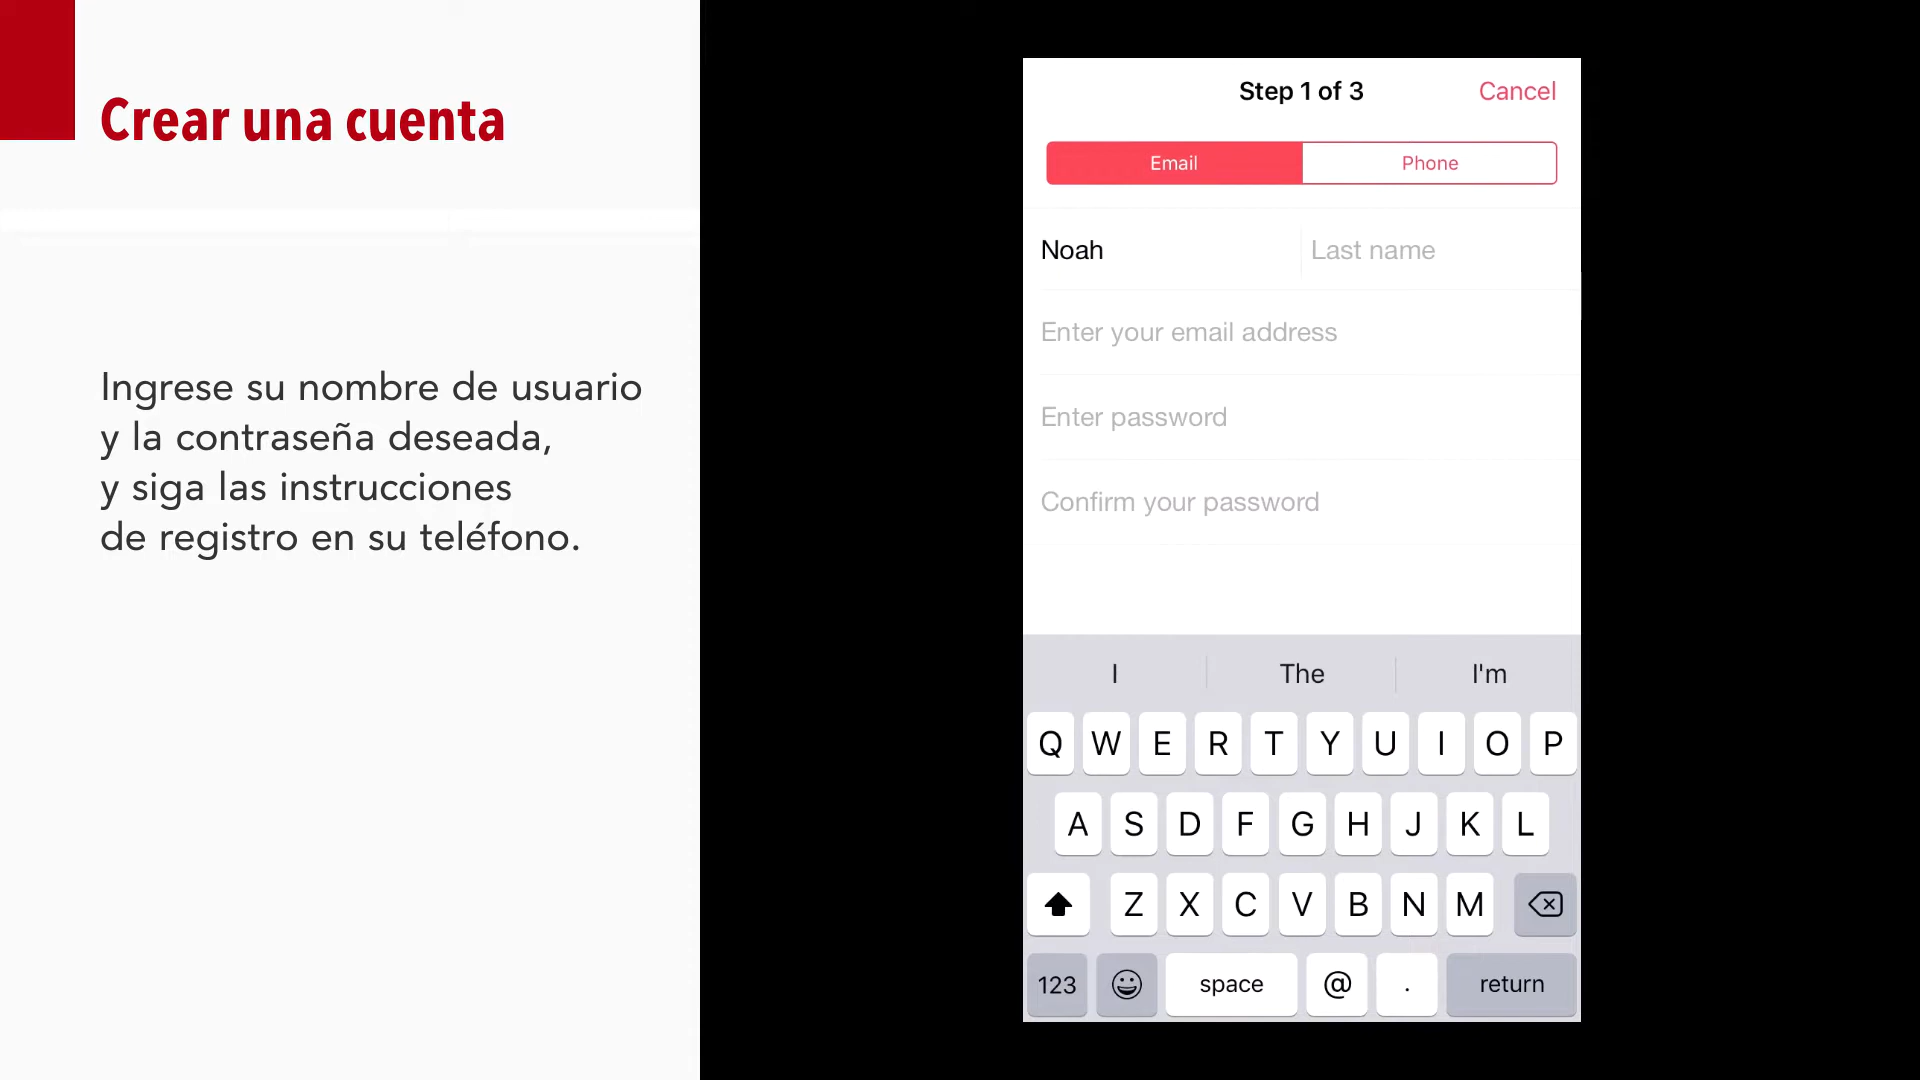 Crear una cuenta
Ingrese su nombre de usuario
y la contraseña deseada,
y siga las instrucciones
de registro en su teléfono.
Step 1 of 3
Cancel
Email
Phone
Noah
Last name
Enter your email address
Enter password
Confirm your password
I The I'm
Q W E R T Y U I O P
A S D F G H J K L
Z X C V B N M
123 space @ . return